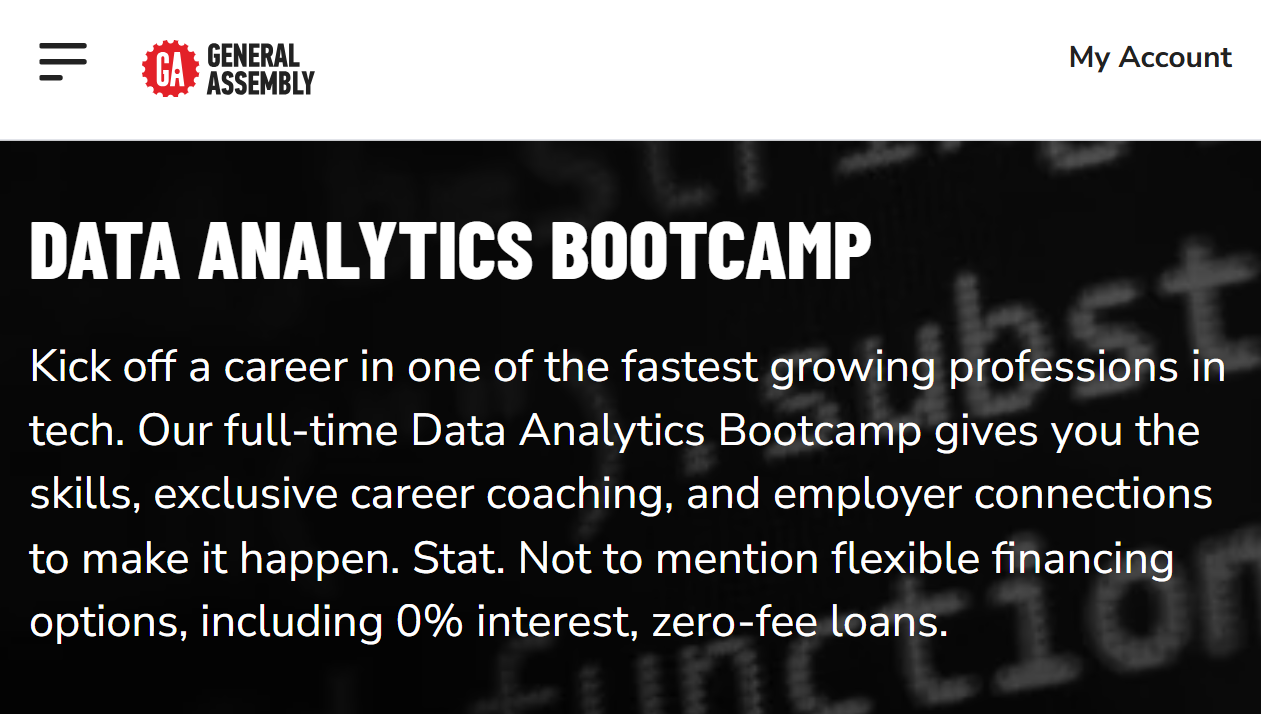 GA GENERAL
ASSEMBLY
My Account
DATA ANALYTICS BOOTCAMP
Kick off a career in one of the fastest growing professions in
tech. Our full-time Data Analytics Bootcamp gives you the
skills, exclusive career coaching, and employer connections
to make it happen. Stat. Not to mention flexible financing
options, including 0% interest, zero-fee loans.
subst
function